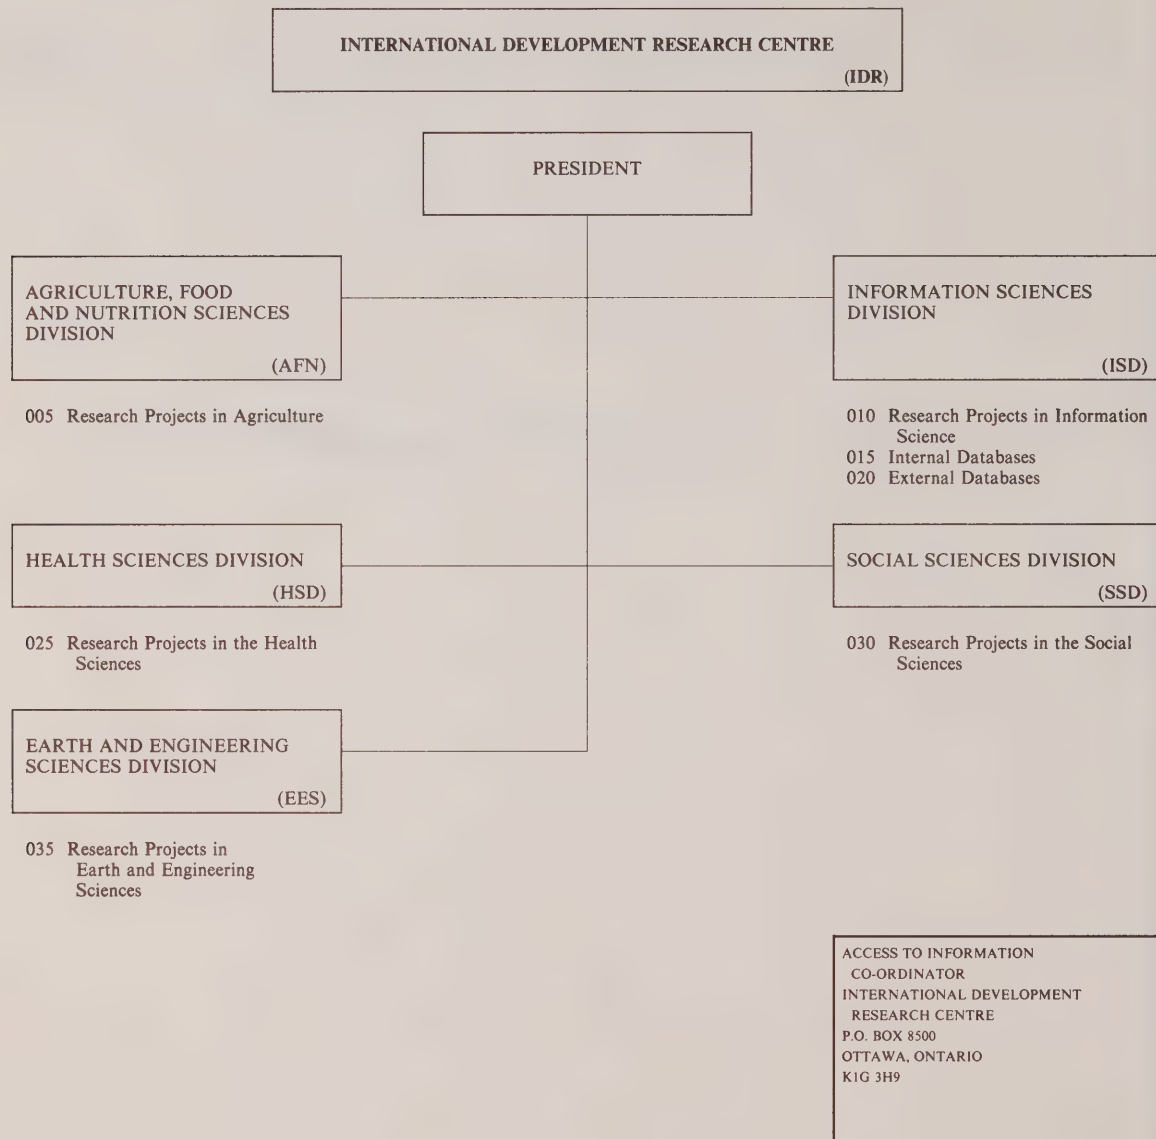 INTERNATIONAL DEVELOPMENT RESEARCH CENTRE
(IDR)
PRESIDENT
AGRICULTURE, FOOD
AND NUTRITION SCIENCES
DIVISION
(AFN)
005 Research Projects in Agriculture
INFORMATION SCIENCES
DIVISION
(ISD)
010 Research Projects in Information
Science
015 Internal Databases
020 External Databases
HEALTH SCIENCES DIVISION
(HSD)
025 Research Projects in the Health
Sciences
SOCIAL SCIENCES DIVISION
(SSD)
030 Research Projects in the Social
Sciences
EARTH AND ENGINEERING
SCIENCES DIVISION
(EES)
035 Research Projects in
Earth and Engineering
Sciences
ACCESS TO INFORMATION
CO-ORDINATOR
INTERNATIONAL DEVELOPMENT
RESEARCH CENTRE
P.O. BOX 8500
OTTAWA, ONTARIO
K1G 3H9